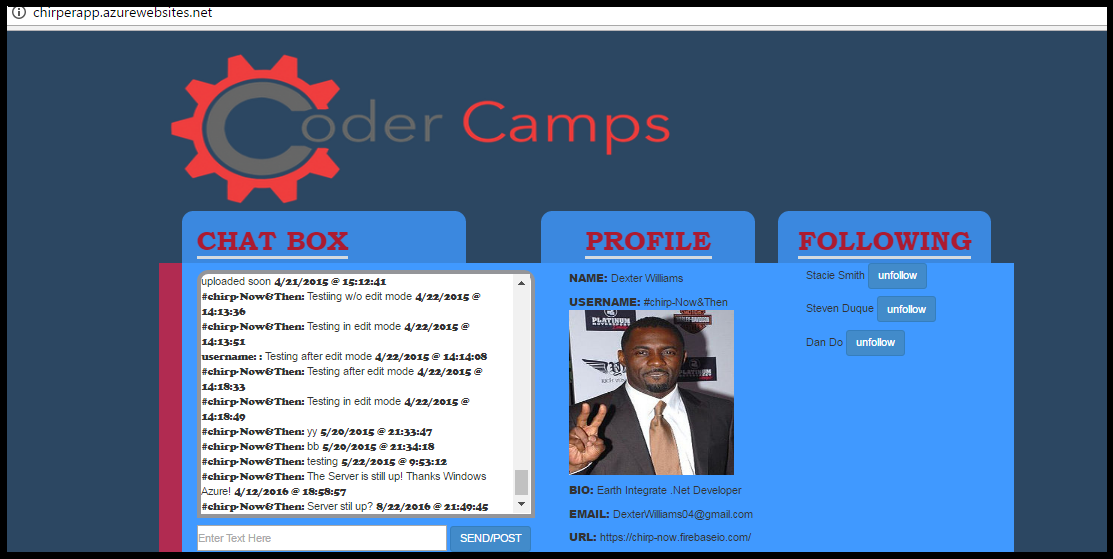 chirperapp.azurewebsites.net
Coder Camps
CHAT BOX
PROFILE
FOLLOWING
uploaded soon 4/21/2015 @ 15:12:41
#chirp-Now&Then: Testiing w/o edit mode 4/22/2015 @
14:13:36
#chirp-Now&Then: Testing in edit mode 4/22/2015 @
14:13:51
username: : Testing after edit mode 4/22/2015 @ 14:14:08
#chirp-Now&Then: Testing after edit mode 4/22/2015 @
14:18:33
#chirp-Now&Then: Testing in edit mode 4/22/2015 @
14:18:49
#chirp-Now&Then: yy 5/20/2015 @ 21:33:47
#chirp-Now&Then: bb 5/20/2015 @ 21:34:18
#chirp-Now&Then: testing 5/22/2015 @ 9:53:12
#chirp-Now&Then: The Server is still up! Thanks Windows
Azure! 4/12/2016 @ 18:58:57
#chirp-Now&Then: Server stil up? 8/22/2016 @ 21:49:45
Enter Text Here
SEND/POST
NAME: Dexter Williams
USERNAME: #chirp-Now&Then
PLATINUM
HARLEY-DAVIDSON
PLATINUM
BIO: Earth Integrate .Net Developer
EMAIL: DexterWilliams04@gmail.com
URL: https://chirp-now.firebaseio.com/
Stacie Smith unfollow
Steven Duque unfollow
Dan Do unfollow